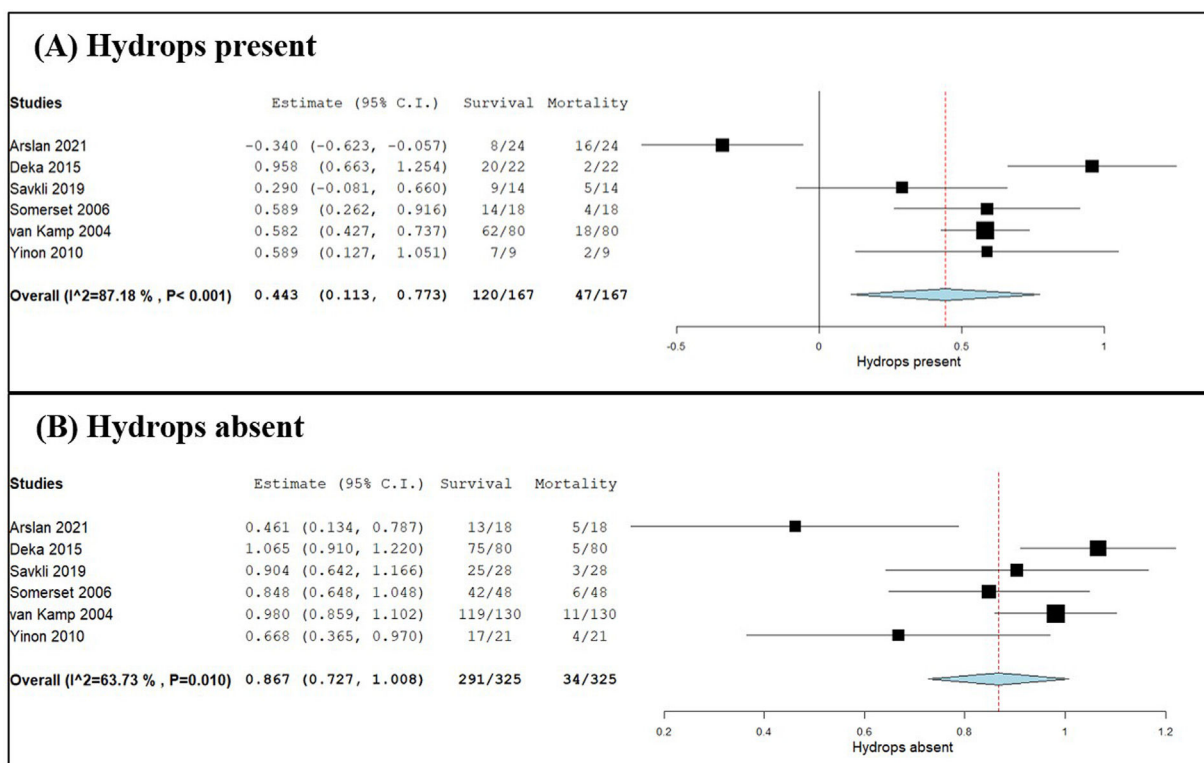 (A) Hydrops present
Studies Estimate (95% C.I.) Survival Mortality
Arslan 2021 -0.340 (-0.623, -0.057) 8/24 16/24
Deka 2015 0.958 (0.663, 1.254) 20/22 2/22
Savkli 2019 0.290 (-0.081, 0.660) 9/14 5/14
Somerset 2006 0.589 (0.262, 0.916) 14/18 4/18
van Kamp 2004 0.582 (0.427, 0.737) 62/80 18/80
Yinon 2010 0.589 (0.127, 1.051) 7/9 2/9
Overall (I^2=87.18 % , P< 0.001) 0.443 (0.113, 0.773) 120/167 47/167
-0.5 0 0.5 1
Hydrops present
(B) Hydrops absent
Studies Estimate (95% C.I.) Survival Mortality
Arslan 2021 0.461 (0.134, 0.787) 13/18 5/18
Deka 2015 1.065 (0.910, 1.220) 75/80 5/80
Savkli 2019 0.904 (0.642, 1.166) 25/28 3/28
Somerset 2006 0.848 (0.648, 1.048) 42/48 6/48
van Kamp 2004 0.980 (0.859, 1.102) 119/130 11/130
Yinon 2010 0.668 (0.365, 0.970) 17/21 4/21
Overall (I^2=63.73 % , P=0.010) 0.867 (0.727, 1.008) 291/325 34/325
0.2 0.4 0.6 0.8 1 1.2
Hydrops absent